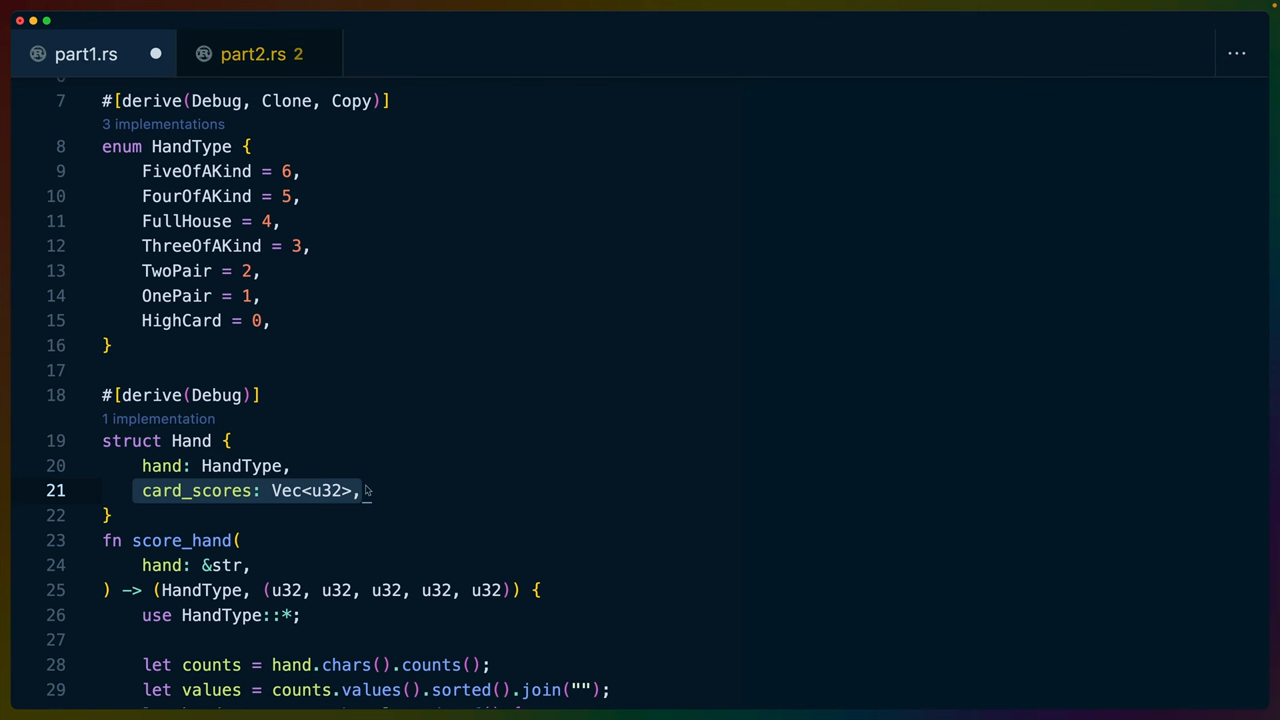 part1.rs
part2.rs 2
...
7 #[derive(Debug, Clone, Copy)]
3 implementations
8 enum HandType {
9 FiveOfAKind = 6,
10 FourOfAKind = 5,
11 FullHouse = 4,
12 ThreeOfAKind = 3,
13 TwoPair = 2,
14 OnePair = 1,
15 HighCard = 0,
16 }
17
18 #[derive(Debug)]
1 implementation
19 struct Hand {
20 hand: HandType,
21 card_scores: Vec<u32>,
22 }
23 fn score_hand(
24 hand: &str,
25 ) -> (HandType, (u32, u32, u32, u32, u32)) {
26 use HandType::*;
27
28 let counts = hand.chars().counts();
29 let values = counts.values().sorted().join("");